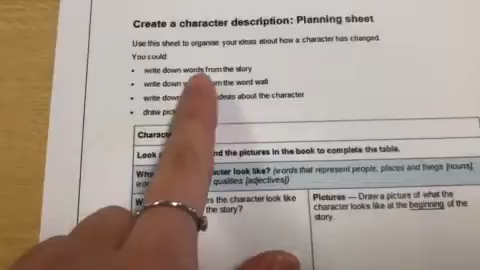 Create a character description: Planning sheet
Use this sheet to organise your ideas about how a character has changed.
You could:
• write down words from the story
• write down from the word wall
• write down ideas about the character
• draw
Charac
Look nd the pictures in the book to complete the table.
character look like? (words that represent people, places and things [nouns],
qualities [adjectives])
the character look like
the story?
Pictures — Draw a picture of what the
character looks like at the beginning of the
story.